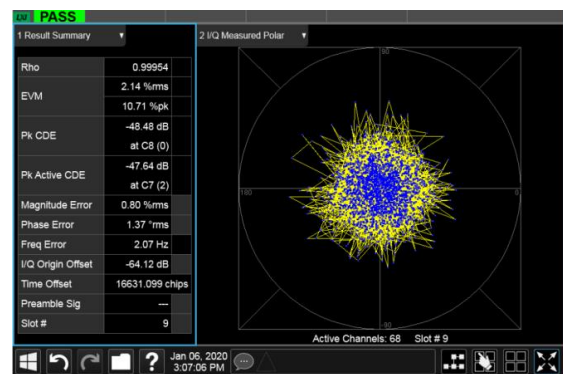 LXI PASS
1 Result Summary
2 I/Q Measured Polar
Rho 0.99954
EVM 2.14 %rms
10.71 %pk
Pk CDE -48.48 dB
at C8 (0)
Pk Active CDE -47.64 dB
at C7 (2)
Magnitude Error 0.80 %rms
Phase Error 1.37 °rms
Freq Error 2.07 Hz
I/Q Origin Offset -64.12 dB
Time Offset 16631.099 chips
Preamble Sig ---
Slot # 9
90
180
0
-90
Active Channels: 68 Slot # 9
? Jan 06, 2020
3:07:06 PM